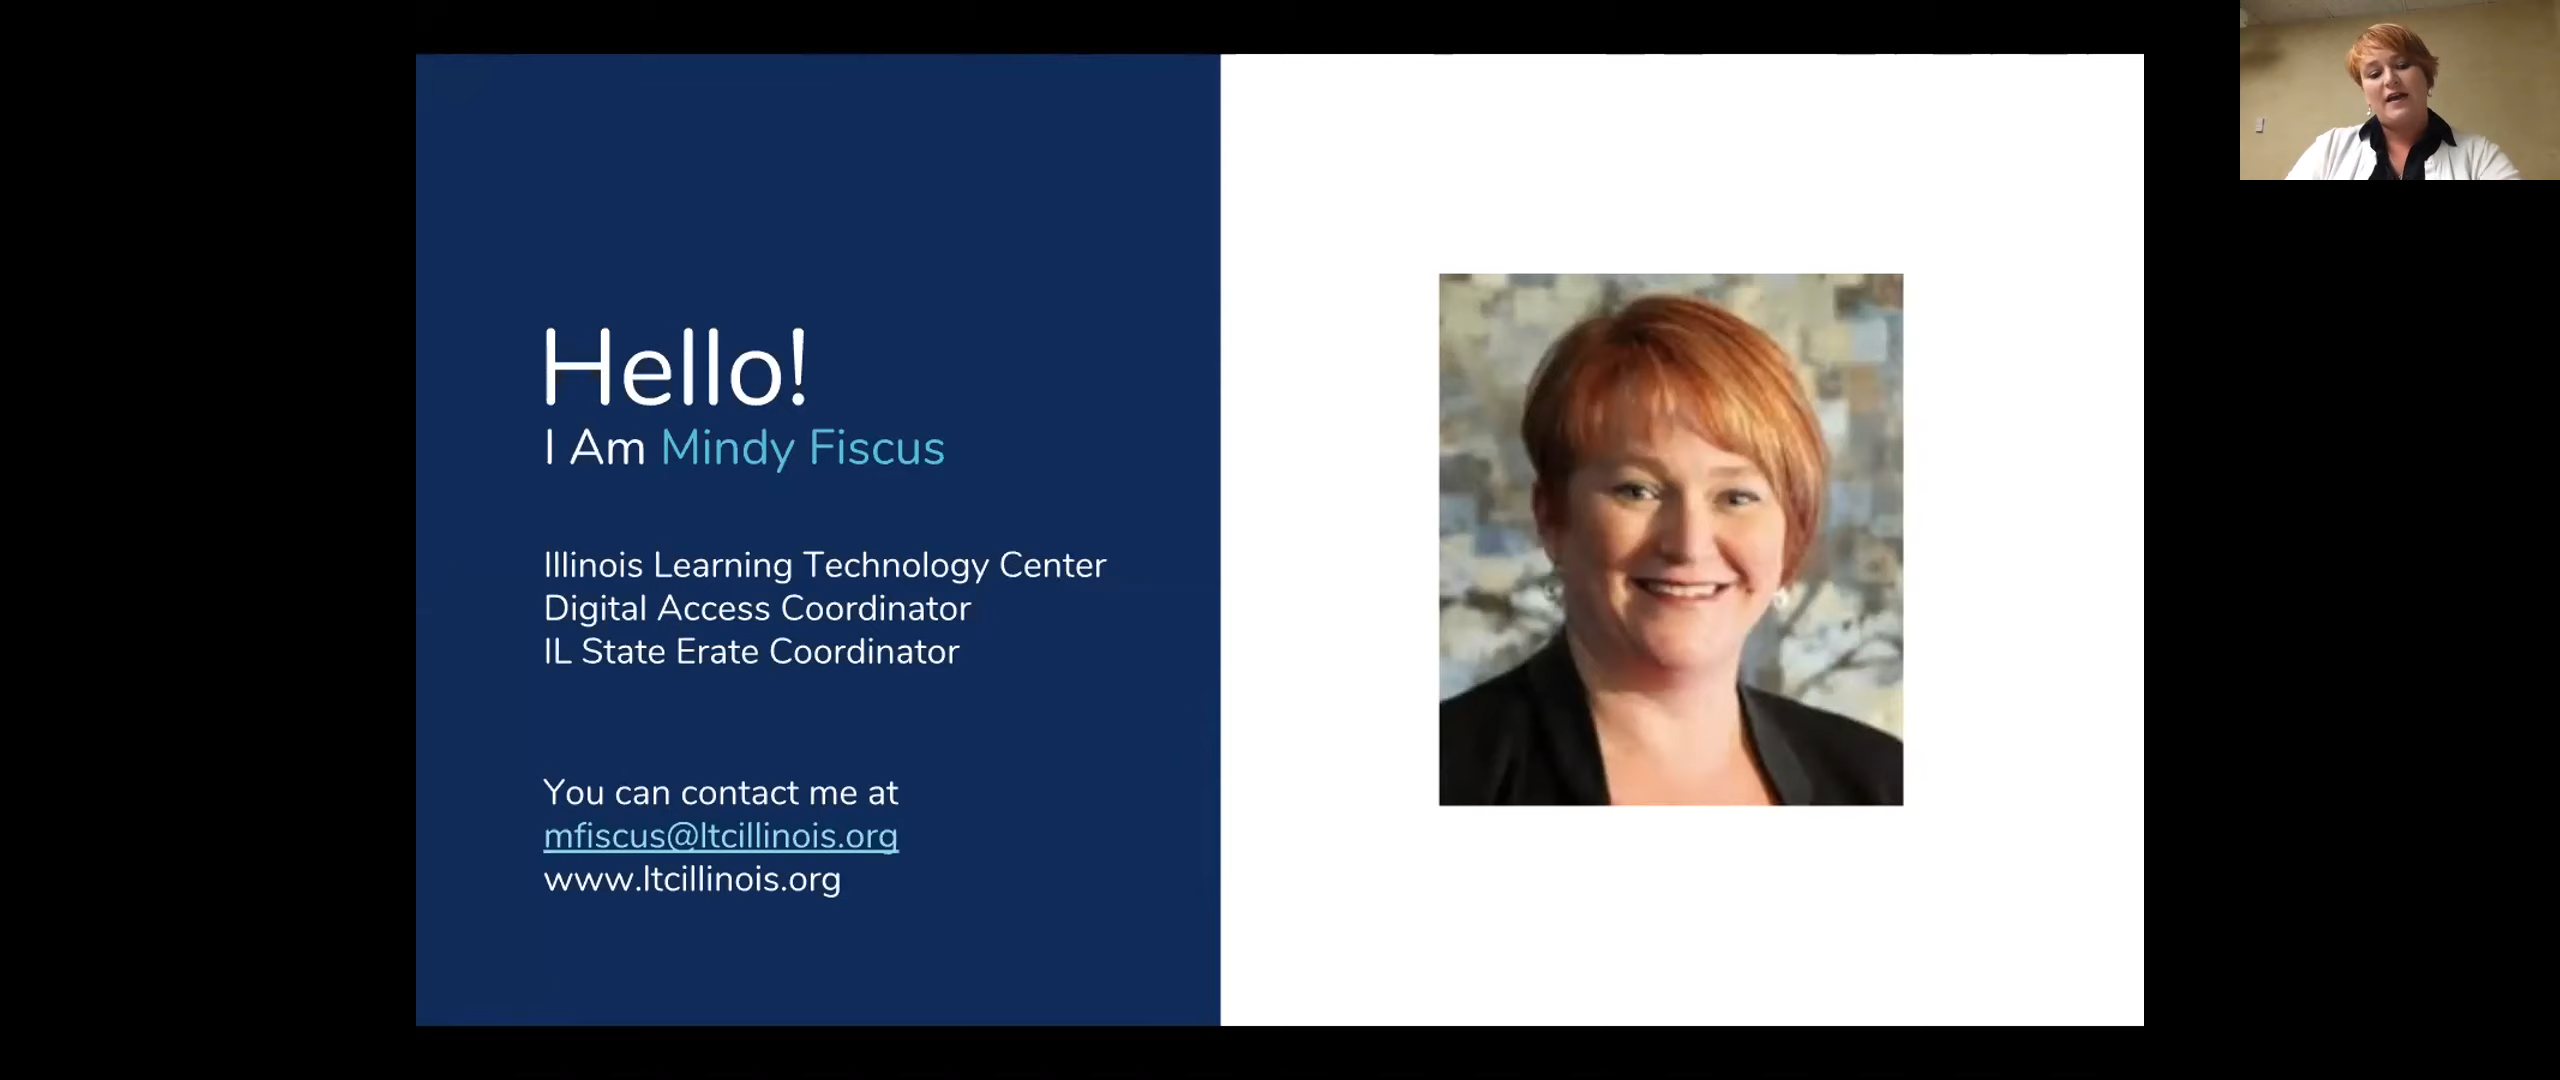 Hello!
I Am Mindy Fiscus
Illinois Learning Technology Center
Digital Access Coordinator
IL State Erate Coordinator
You can contact me at
mfiscus@ltcillinois.org
www.ltcillinois.org